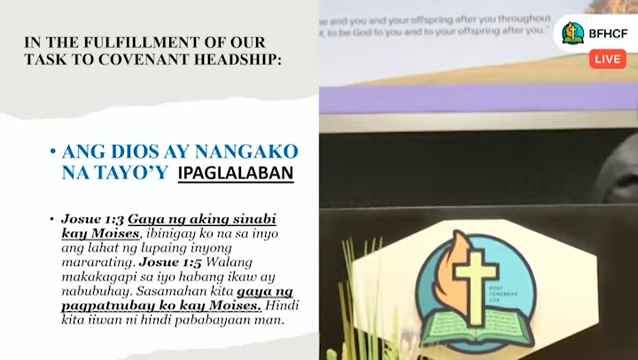 IN THE FULFILLMENT OF OUR
TASK TO COVENANT HEADSHIP:
• ANG DIOS AY NANGAKO
NA TAYO'Y IPAGLALABAN
• Josue 1:3 Gaya ng aking sinabi
kay Moises, ibinigay ko na sa inyo
ang lahat ng lupaing inyong
mararating. Josue 1:5 Walang
makakagapi sa iyo habang ikaw ay
nabubuhay. Sasamahan kita gaya ng
pagpatnubay ko kay Moises. Hindi
kita iiwan ni hindi pababayaan man.
and you and your offspring after you throughout
to be God to you and to your offspring after you."
BFHCF
LIVE
POST
TENEBRAS
LUX